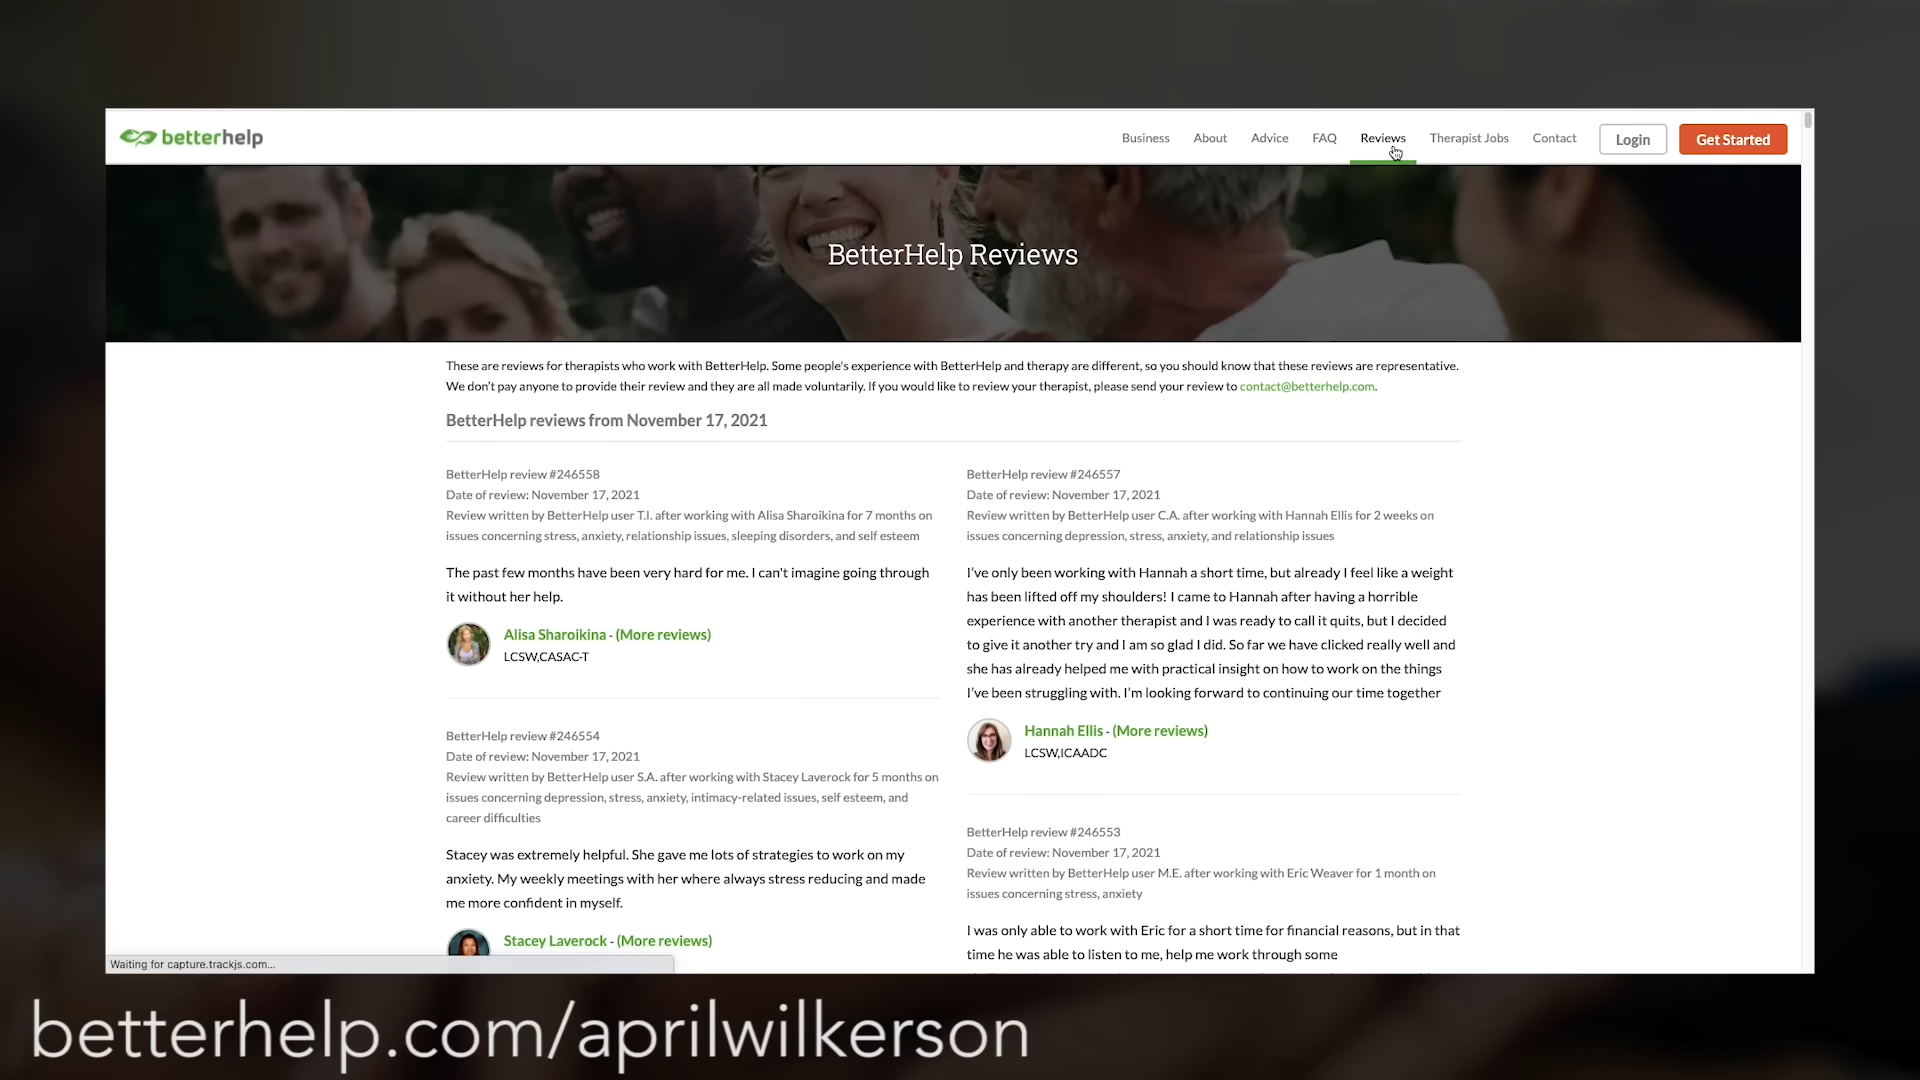 betterhelp
Business About Advice FAQ Reviews Therapist Jobs Contact Login Get Started
BetterHelp Reviews
These are reviews for therapists who work with BetterHelp. Some people's experience with BetterHelp and therapy are different, so you should know that these reviews are representative.
We don't pay anyone to provide their review and they are all made voluntarily. If you would like to review your therapist, please send your review to contact@betterhelp.com.
BetterHelp reviews from November 17, 2021
BetterHelp review #246558
Date of review: November 17, 2021
Review written by BetterHelp user T.I. after working with Alisa Sharoikina for 7 months on
issues concerning stress, anxiety, relationship issues, sleeping disorders, and self esteem
The past few months have been very hard for me. I can't imagine going through
it without her help.
Alisa Sharoikina - (More reviews)
LCSW,CASAC-T
BetterHelp review #246554
Date of review: November 17, 2021
Review written by BetterHelp user S.A. after working with Stacey Laverock for 5 months on
issues concerning depression, stress, anxiety, intimacy-related issues, self esteem, and
career difficulties
Stacey was extremely helpful. She gave me lots of strategies to work on my
anxiety. My weekly meetings with her where always stress reducing and made
me more confident in myself.
Stacey Laverock - (More reviews)
BetterHelp review #246557
Date of review: November 17, 2021
Review written by BetterHelp user C.A. after working with Hannah Ellis for 2 weeks on
issues concerning depression, stress, anxiety, and relationship issues
I've only been working with Hannah a short time, but already I feel like a weight
has been lifted off my shoulders! I came to Hannah after having a horrible
experience with another therapist and I was ready to call it quits, but I decided
to give it another try and I am so glad I did. So far we have clicked really well and
she has already helped me with practical insight on how to work on the things
I've been struggling with. I'm looking forward to continuing our time together
Hannah Ellis - (More reviews)
LCSW,ICAADC
BetterHelp review #246553
Date of review: November 17, 2021
Review written by BetterHelp user M.E. after working with Eric Weaver for 1 month on
issues concerning stress, anxiety
I was only able to work with Eric for a short time for financial reasons, but in that
time he was able to listen to me, help me work through some
Waiting for capture.trackjs.com...
betterhelp.com/aprilwilkerson